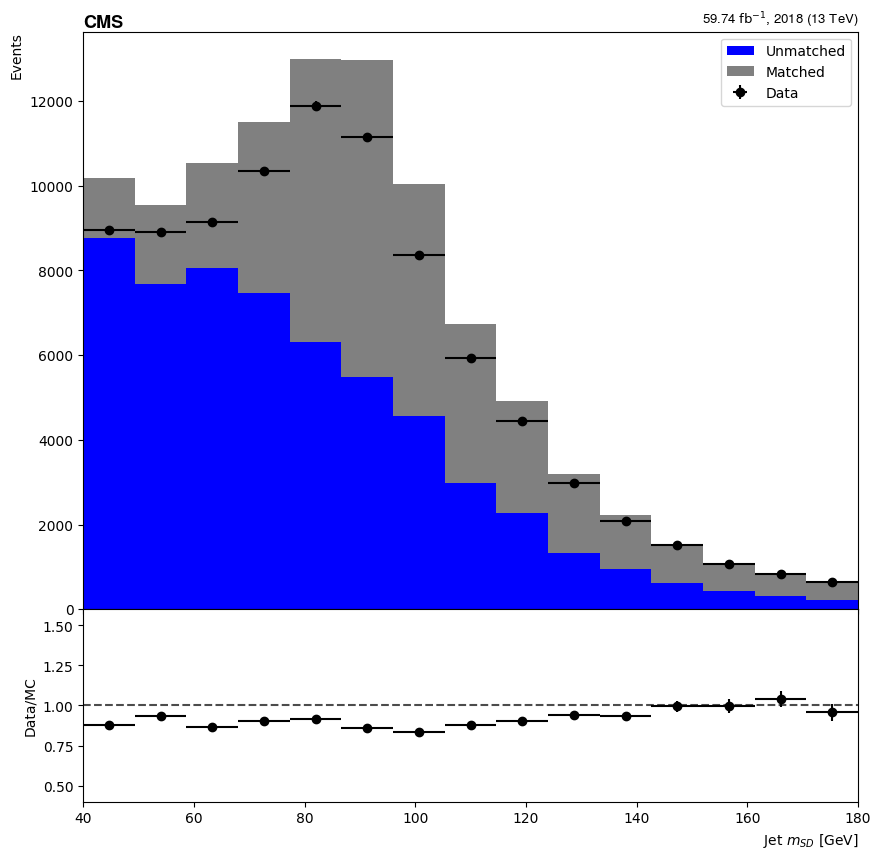 CMS
59.74 fb⁻¹, 2018 (13 TeV)
Events
Unmatched
Matched
Data
12000
10000
8000
6000
4000
2000
0
Data/MC
1.50
1.25
1.00
0.75
0.50
40
60
80
100
120
140
160
180
Jet m_SD [GeV]